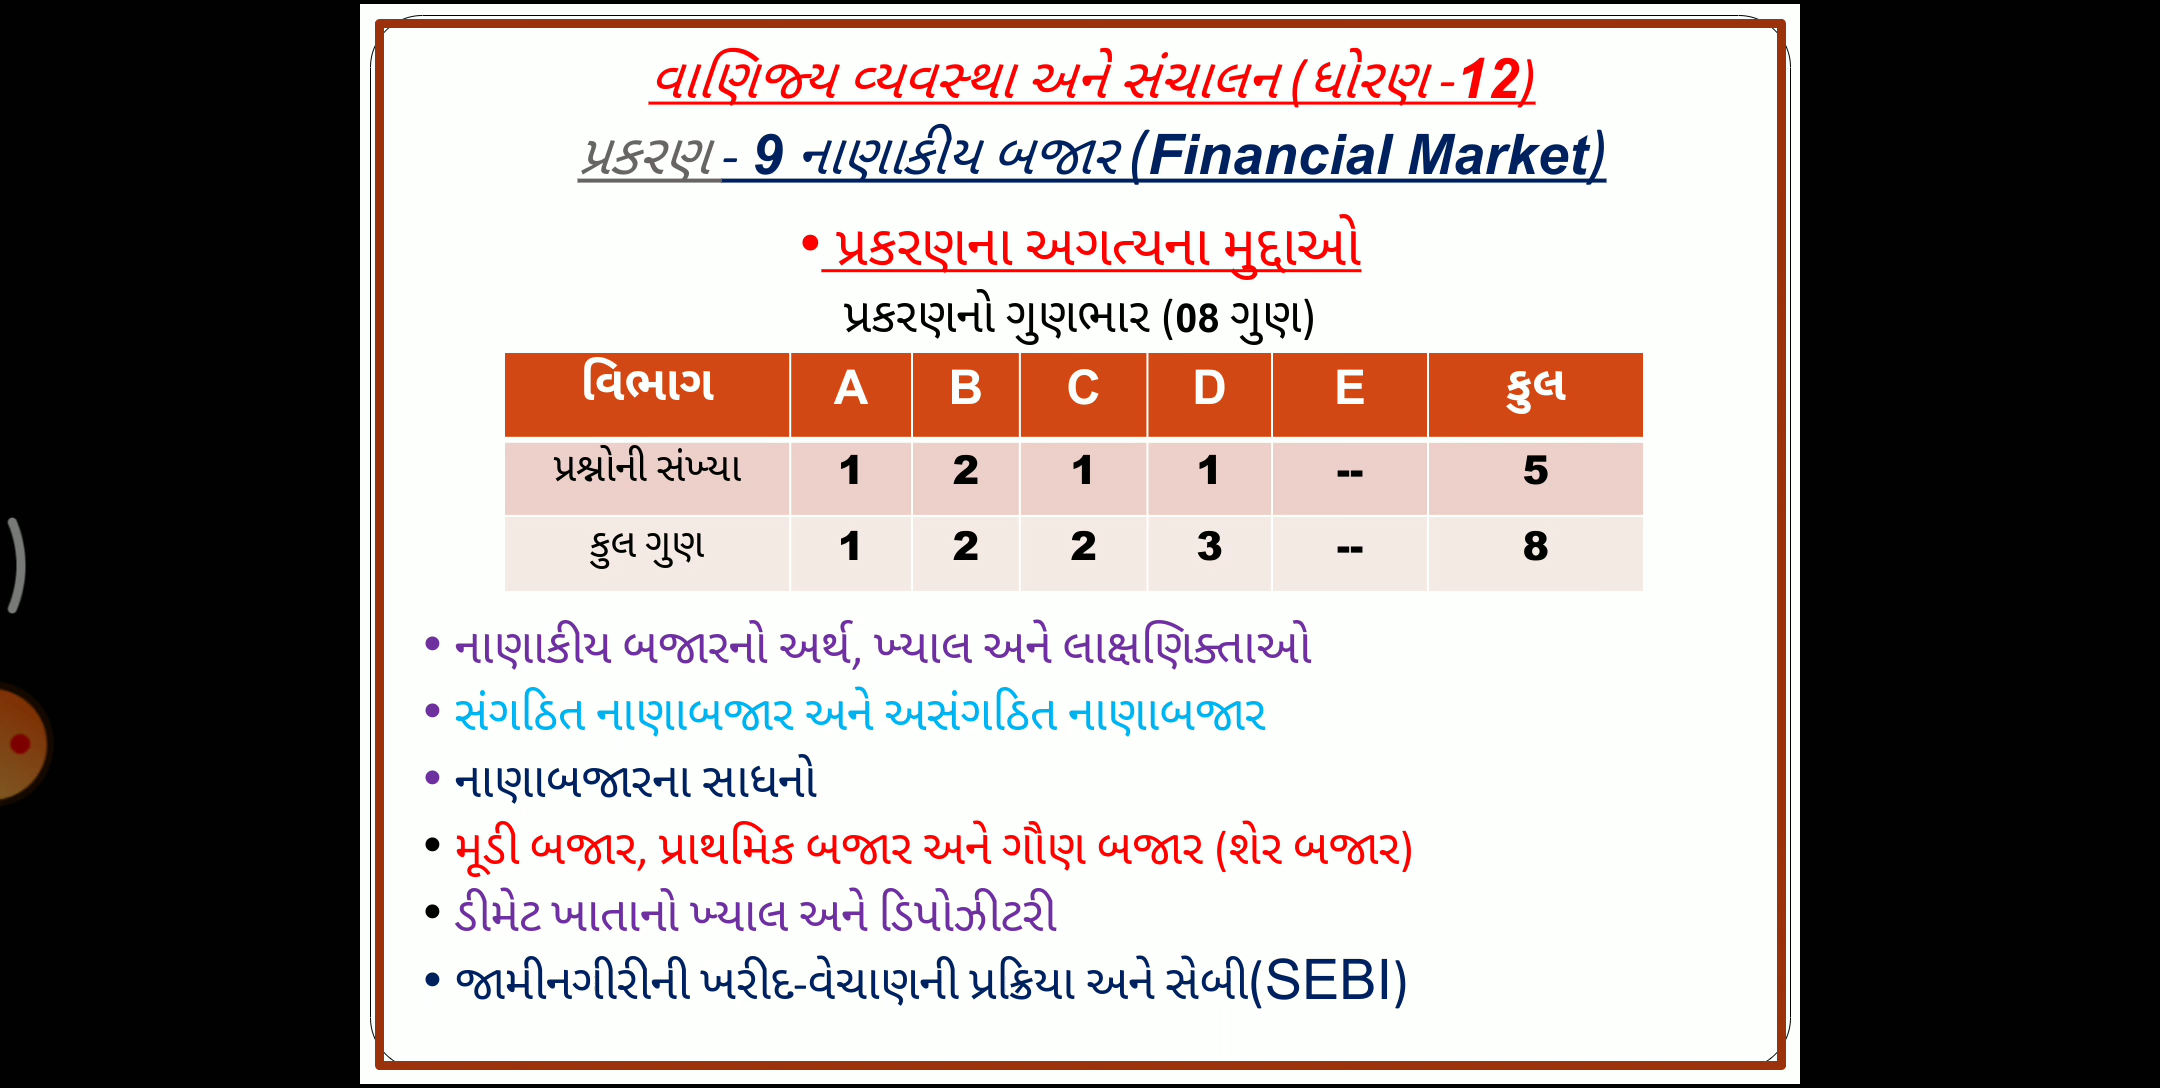 વાણિજ્ય વ્યવસ્થા અને સંચાલન (ધોરણ -12)
પ્રકરણ - 9 નાણાકીય બજાર (Financial Market)
• પ્રકરણના અગત્યના મુદ્દાઓ
પ્રકરણનો ગુણભાર (08 ગુણ)
વિભાગ A B C D E કુલ
પ્રશ્નોની સંખ્યા 1 2 1 1 -- 5
કુલ ગુણ 1 2 2 3 -- 8
• નાણાકીય બજારનો અર્થ, ખ્યાલ અને લાક્ષણિક્તાઓ
• સંગઠિત નાણાબજાર અને અસંગઠિત નાણાબજાર
• નાણાબજારના સાધનો
• મૂડી બજાર, પ્રાથમિક બજાર અને ગૌણ બજાર (શેર બજાર)
• ડીમેટ ખાતાનો ખ્યાલ અને ડિપોઝીટરી
• જામીનગીરીની ખરીદ-વેચાણની પ્રક્રિયા અને સેબી(SEBI)